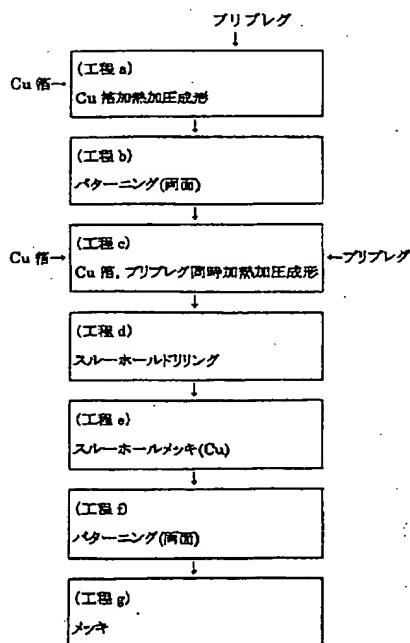 プリプレグ
(工程 a)
Cu 箔→
Cu 箔加熱加圧成形
(工程 b)
パターニング(両面)
(工程 c)
Cu 箔→
←プリプレグ
Cu 箔，プリプレグ同時加熱加圧成形
(工程 d)
スルーホールドリリング
(工程 e)
スルーホールメッキ(Cu)
(工程 f)
パターニング(両面)
(工程 g)
メッキ